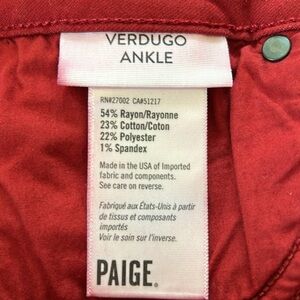 VERDUGO
ANKLE
RN#27002 CA#51217
54% Rayon/Rayonne
23% Cotton/Coton
22% Polyester
1% Spandex
Made in the USA of Imported
fabric and components.
See care on reverse.
Fabriqué aux États-Unis à partir
de tissus et composants
importés
Voir le soin sur l'inverse.
PAIGE.